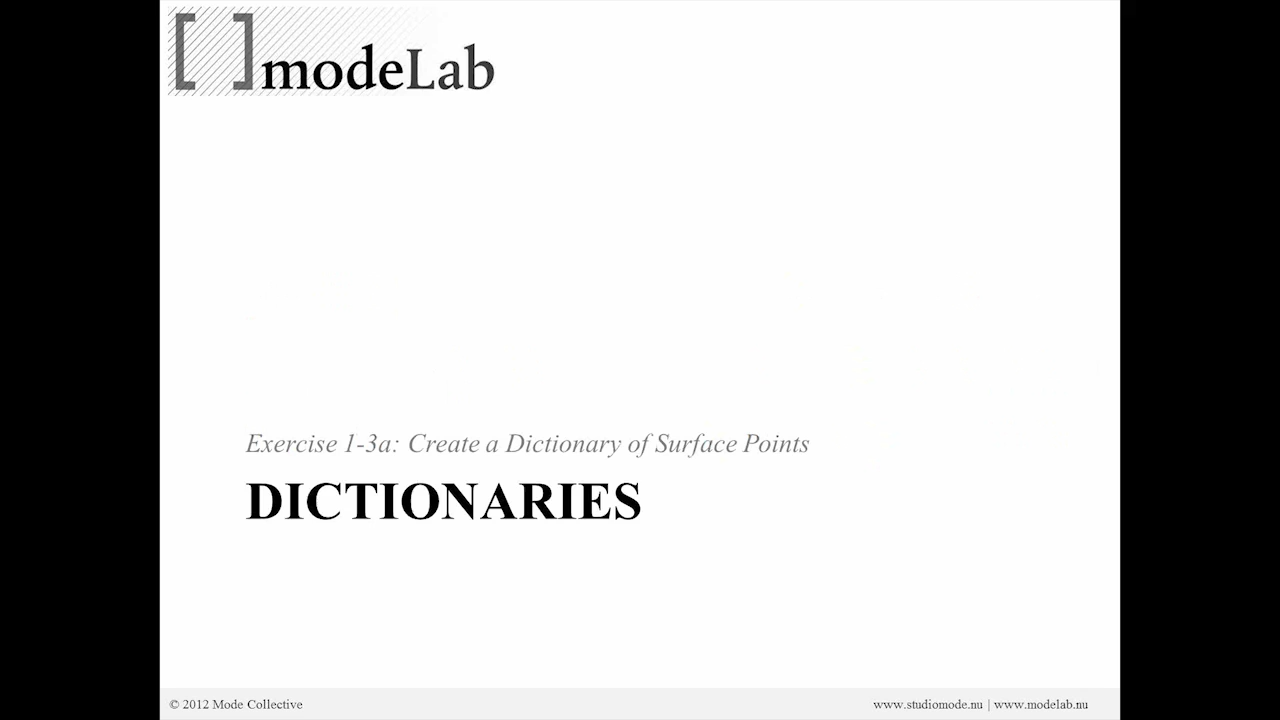 [ ] modeLab
Exercise 1-3a: Create a Dictionary of Surface Points
DICTIONARIES
© 2012 Mode Collective
www.studiomode.nu | www.modelab.nu